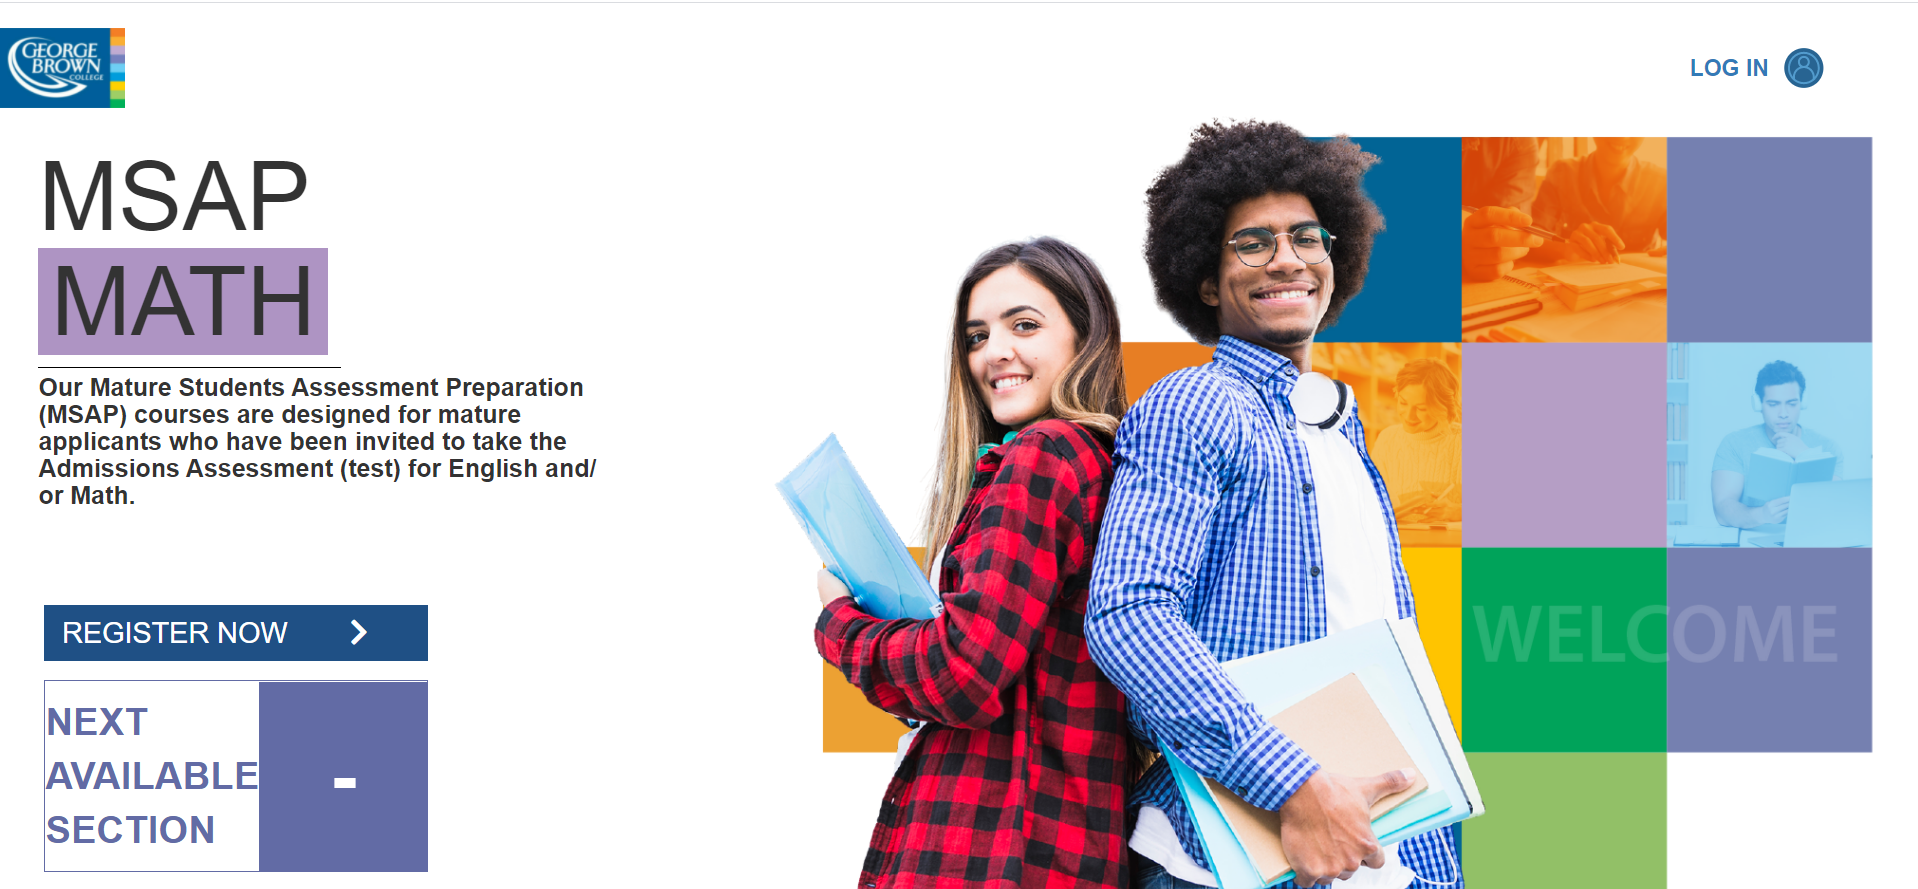 GEORGE
BROWN
COLLEGE
LOG IN
MSAP
MATH
Our Mature Students Assessment Preparation
(MSAP) courses are designed for mature
applicants who have been invited to take the
Admissions Assessment (test) for English and/
or Math.
REGISTER NOW
NEXT
AVAILABLE
SECTION
-
WELCOME